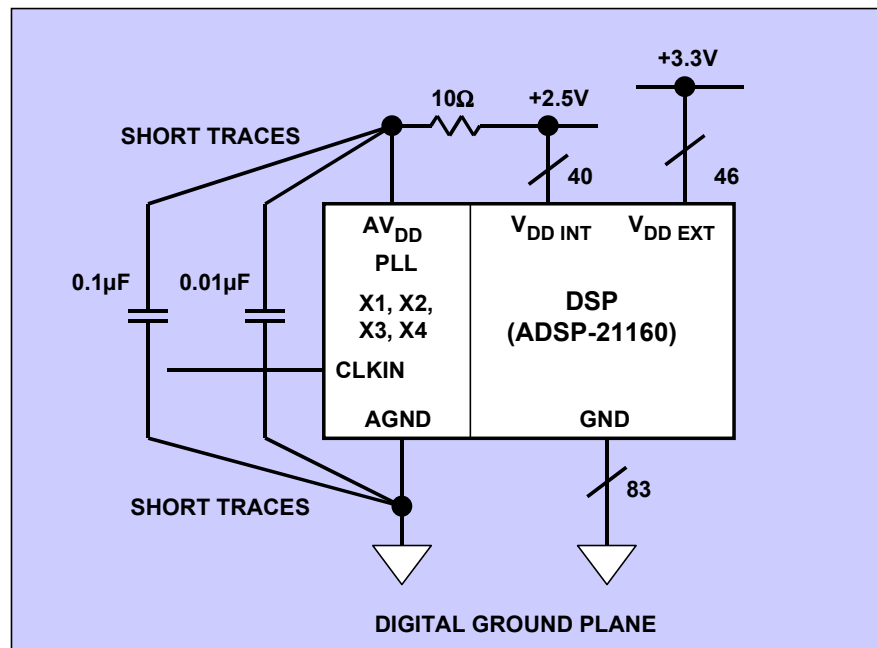 +3.3V
10Ω
+2.5V
SHORT TRACES
40
46
AVDD
VDD INT
VDD EXT
PLL
0.1µF
0.01µF
X1, X2,
X3, X4
DSP
(ADSP-21160)
CLKIN
AGND
GND
83
SHORT TRACES
DIGITAL GROUND PLANE